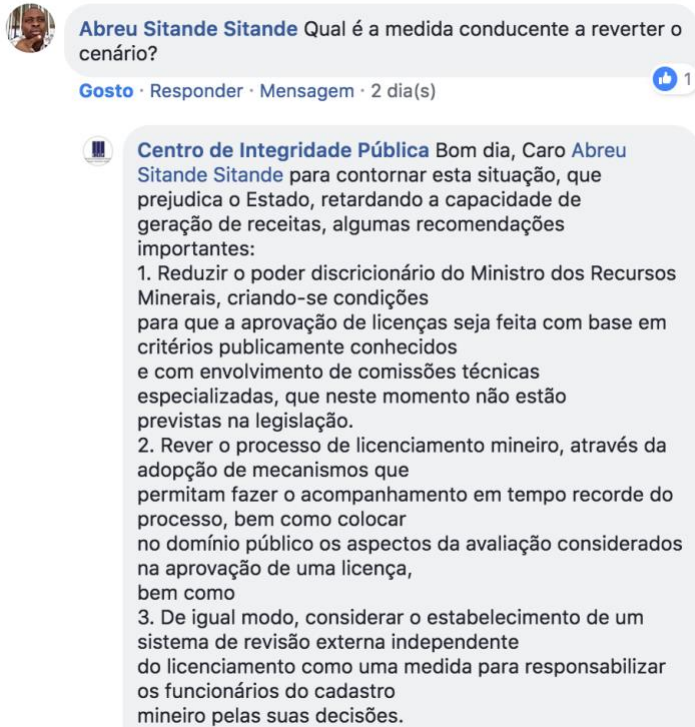 Abreu Sitande Sitande Qual é a medida conducente a reverter o
cenário?
Gosto · Responder · Mensagem · 2 dia(s)
1
Centro de Integridade Pública Bom dia, Caro Abreu
Sitande Sitande para contornar esta situação, que
prejudica o Estado, retardando a capacidade de
geração de receitas, algumas recomendações
importantes:
1. Reduzir o poder discricionário do Ministro dos Recursos
Minerais, criando-se condições
para que a aprovação de licenças seja feita com base em
critérios publicamente conhecidos
e com envolvimento de comissões técnicas
especializadas, que neste momento não estão
previstas na legislação.
2. Rever o processo de licenciamento mineiro, através da
adopção de mecanismos que
permitam fazer o acompanhamento em tempo recorde do
processo, bem como colocar
no domínio público os aspectos da avaliação considerados
na aprovação de uma licença,
bem como
3. De igual modo, considerar o estabelecimento de um
sistema de revisão externa independente
do licenciamento como uma medida para responsabilizar
os funcionários do cadastro
mineiro pelas suas decisões.